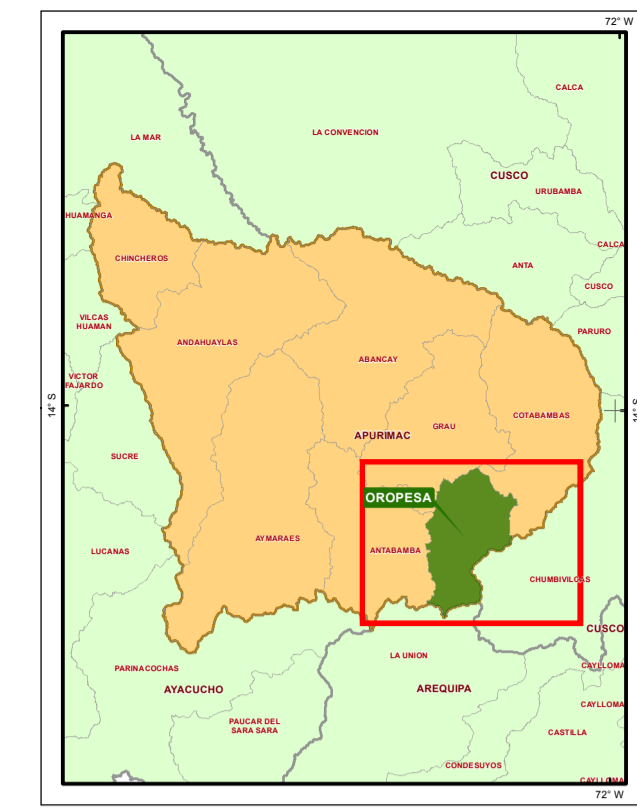 72° W
CALCA
LA CONVENCION
LA MAR
CUSCO
URUBAMBA
HUAMANGA
CALCA
CHINCHEROS
ANTA
CUSCO
VILCAS
HUAMAN
PARURO
ANDAHUAYLAS
ABANCAY
VICTOR
FAJARDO
14° S
14° S
COTABAMBAS
GRAU
APURIMAC
SUCRE
OROPESA
AYMARAES
LUCANAS
ANTABAMBA
CHUMBIVILCAS
CUSCO
LA UNION
PARINACOCHAS
CAYLLOMA
AYACUCHO
AREQUIPA
CAYLLOMA
PAUCAR DEL
SARA SARA
CASTILLA
CONDESUYOS
CAYLLOMA
72° W